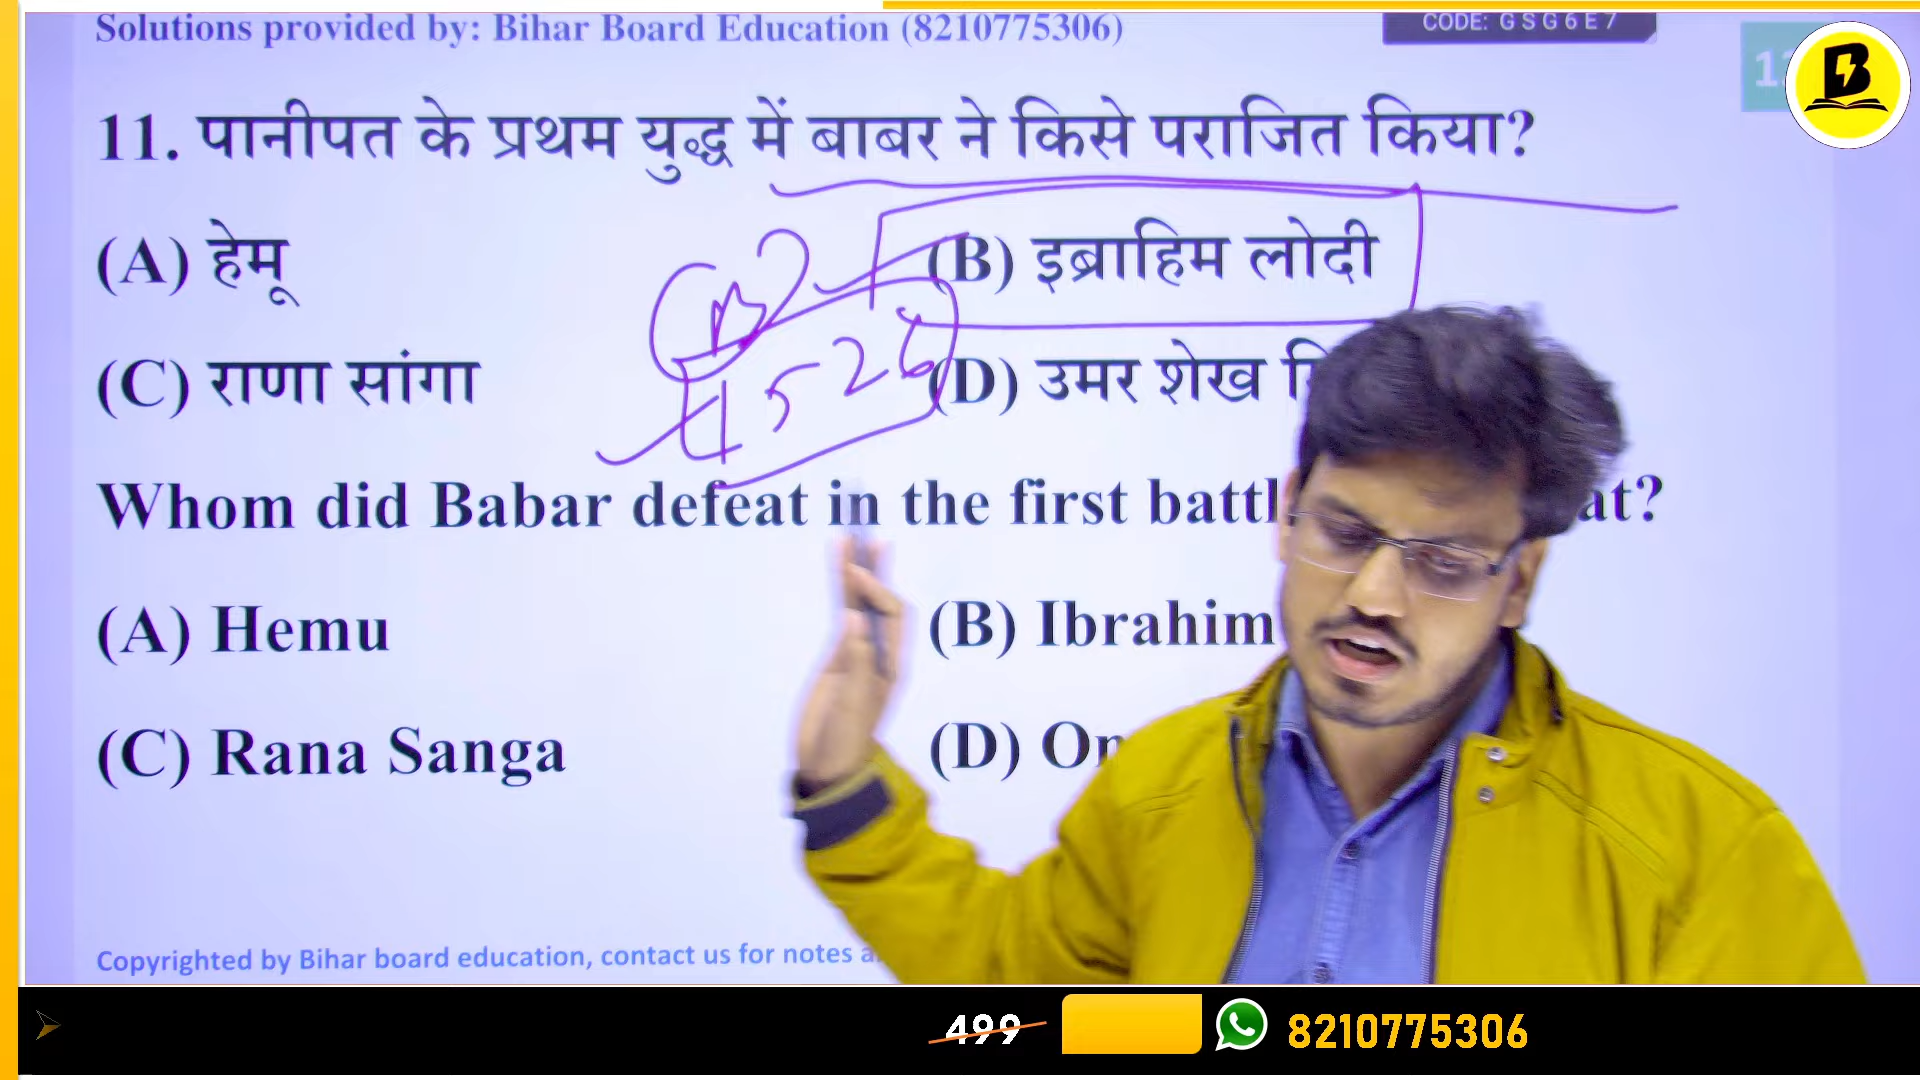 Solutions provided by: Bihar Board Education (8210775306)
CODE: GSG6E7
11. पानीपत के प्रथम युद्ध में बाबर ने किसे पराजित किया?
(A) हेमू
(B) इब्राहिम लोदी
(C) राणा सांगा
(D) उमर शेख
1526
Whom did Babar defeat in the first
(A) Hemu
(B) Ibrahim
(C) Rana Sanga
(D)
Copyrighted by Bihar board education, contact us for notes
499
8210775306